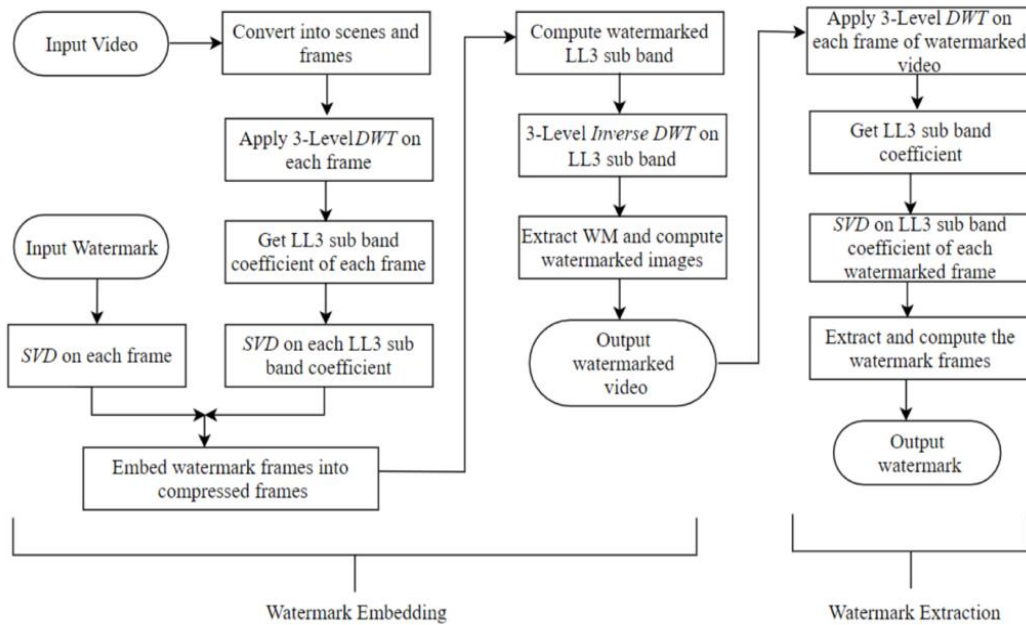 Input Video
Convert into scenes and
frames
Apply 3-Level DWT on
each frame
Get LL3 sub band
coefficient of each frame
SVD on each LL3 sub
band coefficient
Input Watermark
SVD on each frame
Embed watermark frames into
compressed frames
Compute watermarked
LL3 sub band
3-Level Inverse DWT on
LL3 sub band
Extract WM and compute
watermarked images
Output
watermarked
video
Apply 3-Level DWT on
each frame of watermarked
video
Get LL3 sub band
coefficient
SVD on LL3 sub band
coefficient of each
watermarked frame
Extract and compute the
watermark frames
Output
watermark
Watermark Embedding
Watermark Extraction